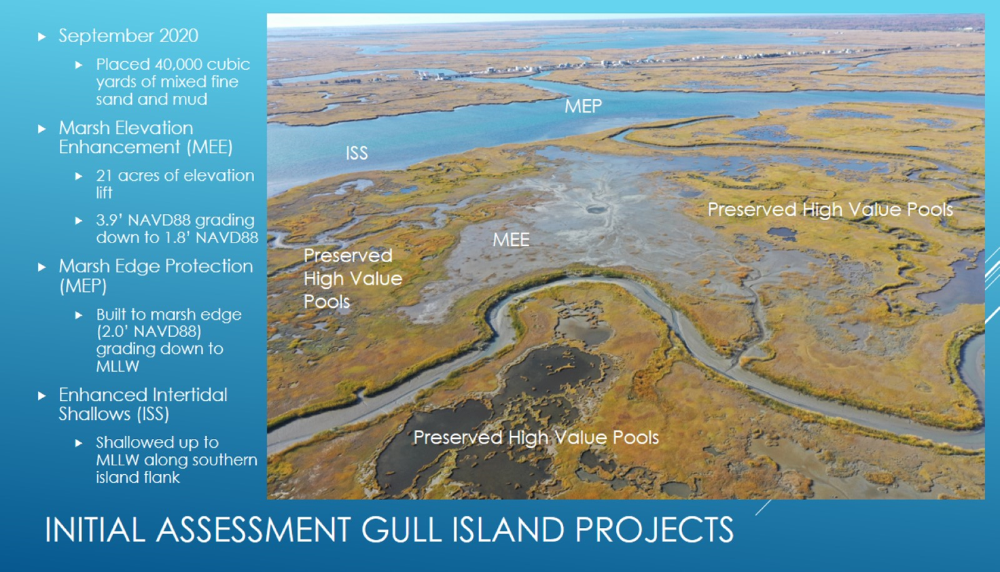 September 2020
Placed 40,000 cubic
yards of mixed fine
sand and mud
Marsh Elevation
Enhancement (MEE)
21 acres of elevation
lift
3.9’ NAVD88 grading
down to 1.8’ NAVD88
Marsh Edge Protection
(MEP)
Built to marsh edge
(2.0’ NAVD88)
grading down to
MLLW
Enhanced Intertidal
Shallows (ISS)
Shallowed up to
MLLW along southern
island flank
MEP
ISS
Preserved High Value Pools
MEE
Preserved
High Value
Pools
Preserved High Value Pools
INITIAL ASSESSMENT GULL ISLAND PROJECTS